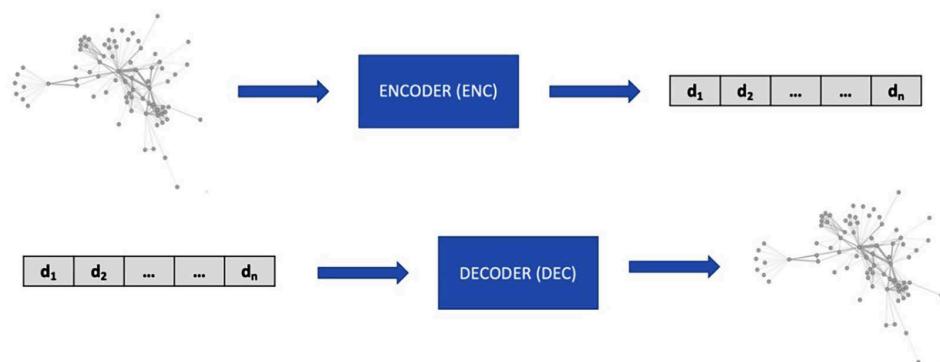 ENCODER (ENC)
d₁ d₂ ... ... dₙ
d₁ d₂ ... ... dₙ
DECODER (DEC)